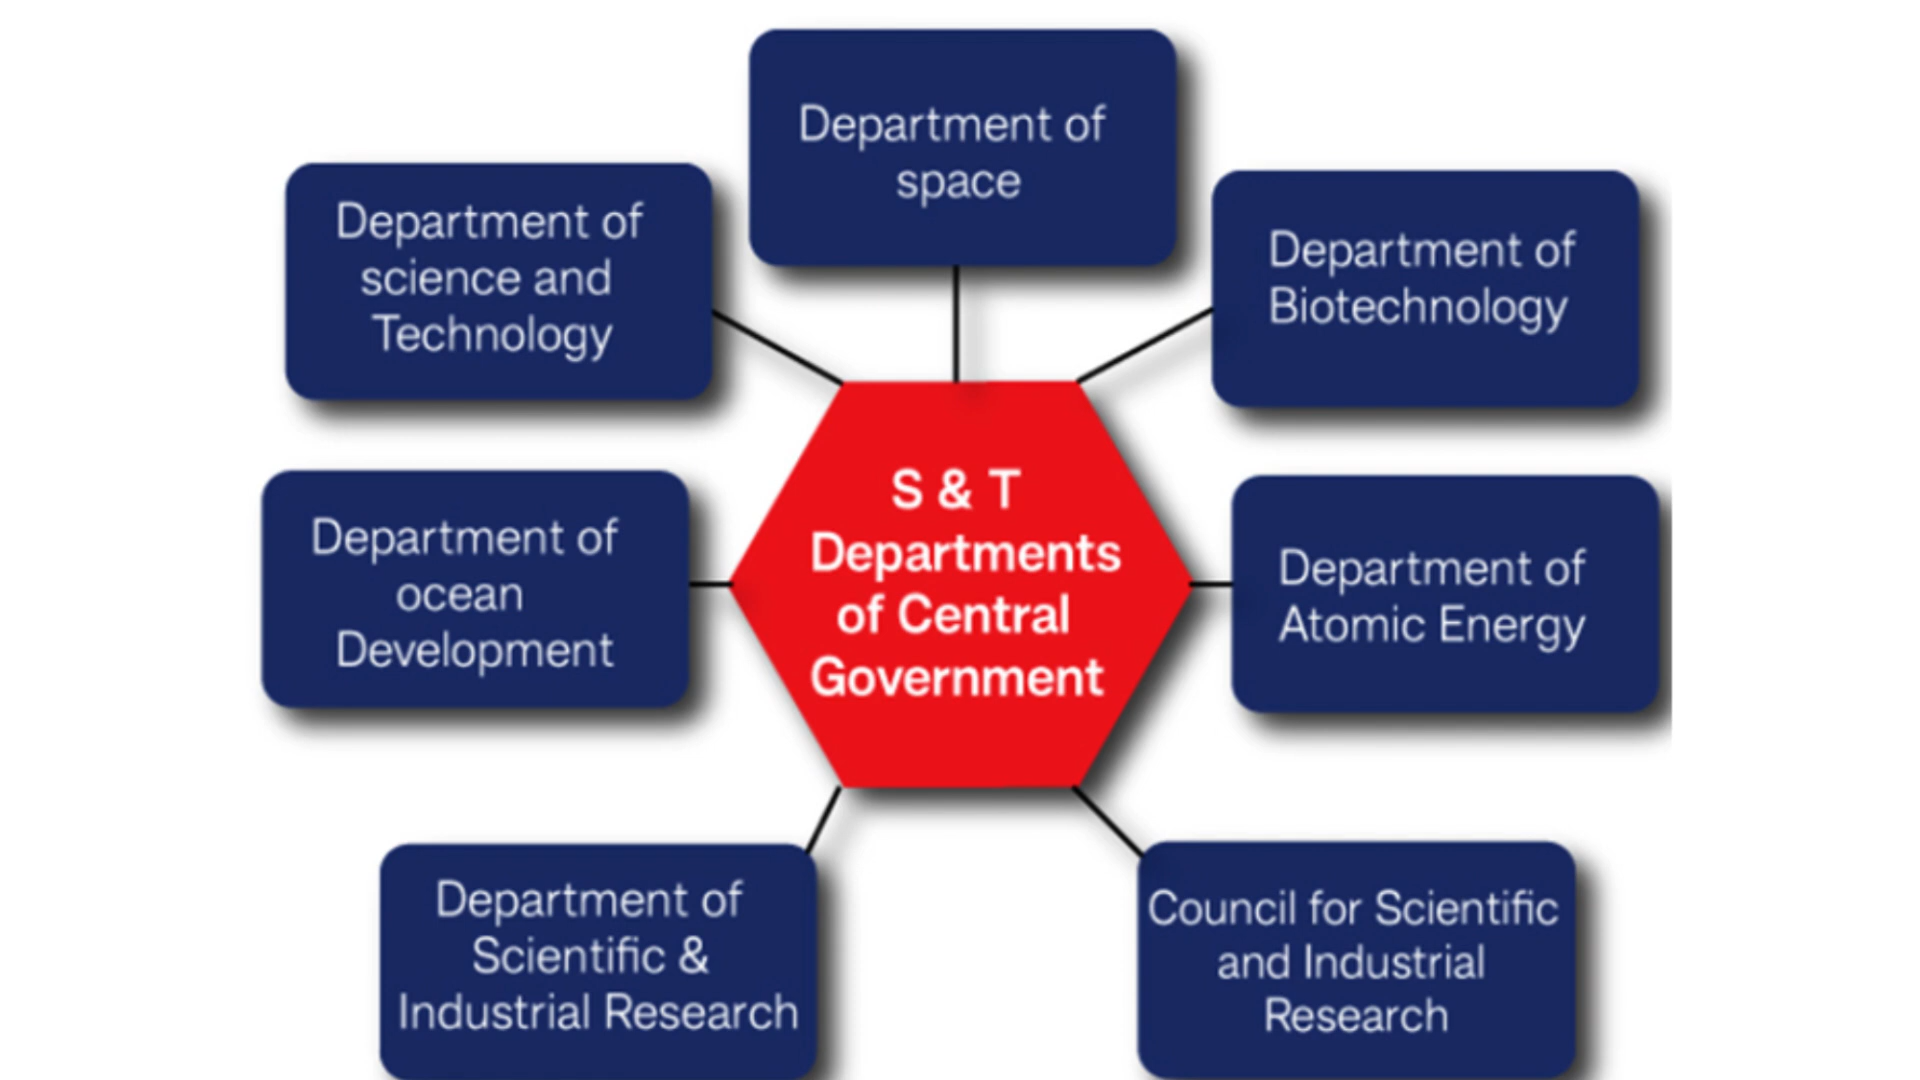 Department of
space
Department of
science and
Technology
Department of
Biotechnology
S & T
Departments
of Central
Government
Department of
ocean
Development
Department of
Atomic Energy
Department of
Scientific &
Industrial Research
Council for Scientific
and Industrial
Research